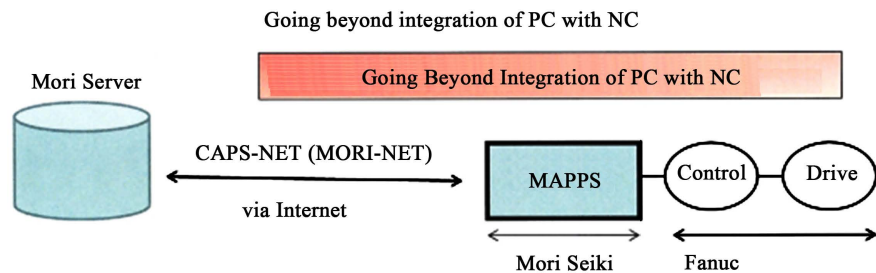 Going beyond integration of PC with NC
Going Beyond Integration of PC with NC
Mori Server
CAPS-NET (MORI-NET)
via Internet
MAPPS
Control
Drive
Mori Seiki
Fanuc